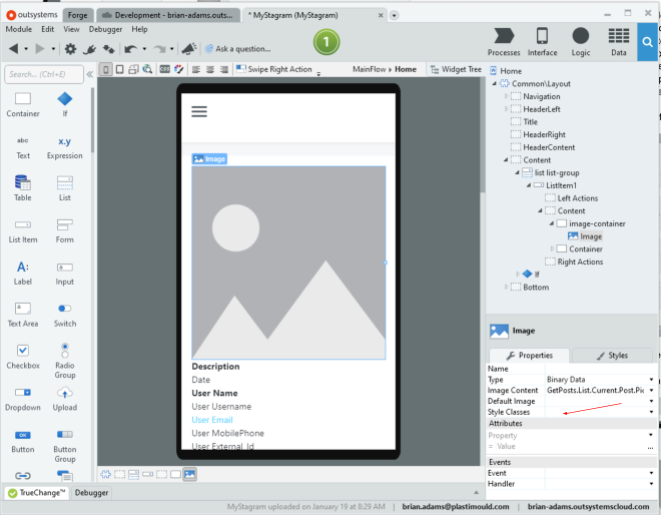 outsystems Forge Development - brian-adams.outs... * MyStagram (MyStagram)
Module Edit View Debugger Help
Ask a question...
1
Processes Interface Logic Data
Search... (Ctrl+E)
Swipe Right Action
MainFlow Home
Widget Tree
Container If
abc x.y
Text Expression
Table List
List Item Form
A:
Label Input
Text Area Switch
Checkbox Radio Group
Dropdown Upload
Button Button Group
Image
Description
Date
User Name
User Username
User Email
User MobilePhone
User External_Id
Home
Common\Layout
Navigation
HeaderLeft
Title
HeaderRight
HeaderContent
Content
list list-group
ListItem1
Left Actions
Content
image-container
Image
Container
Right Actions
If
Bottom
Image
Properties Styles
Name
Type Binary Data
Image Content GetPosts.List.Current.Post.Pic
Default Image
Style Classes
Attributes
Property
= Value ...
Events
Event
Handler
TrueChange™ Debugger
MyStagram uploaded on January 19 at 8:29 AM | brian.adams@plastimould.com | brian-adams.outsystemscloud.com